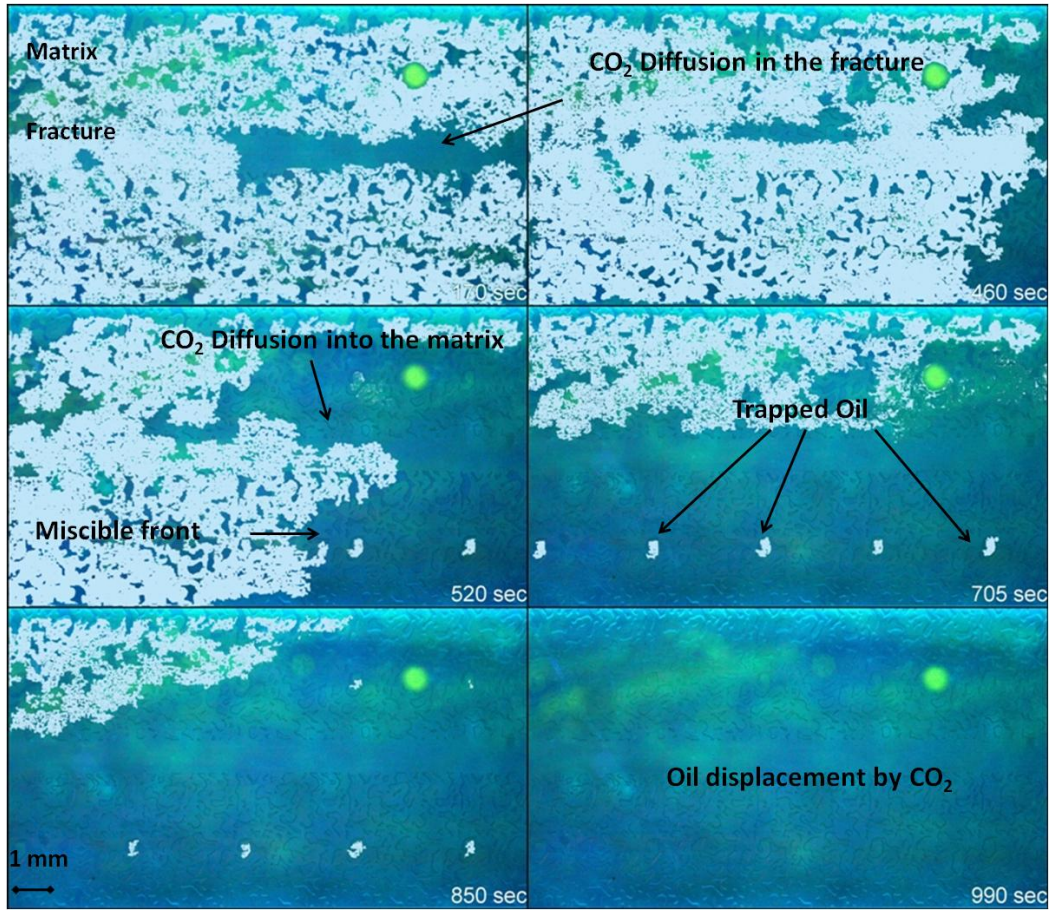 Matrix
Fracture
170 sec
CO₂ Diffusion in the fracture
460 sec
CO₂ Diffusion into the matrix
Miscible front
520 sec
Trapped Oil
705 sec
1 mm
850 sec
Oil displacement by CO₂
990 sec